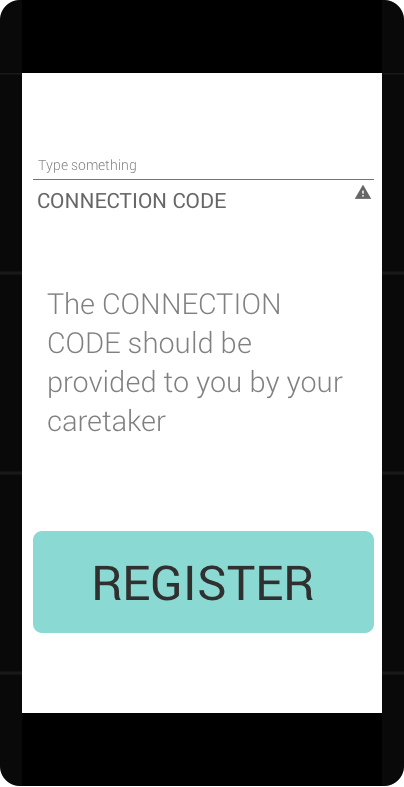 Type something
CONNECTION CODE
The CONNECTION
CODE should be
provided to you by your
caretaker
REGISTER